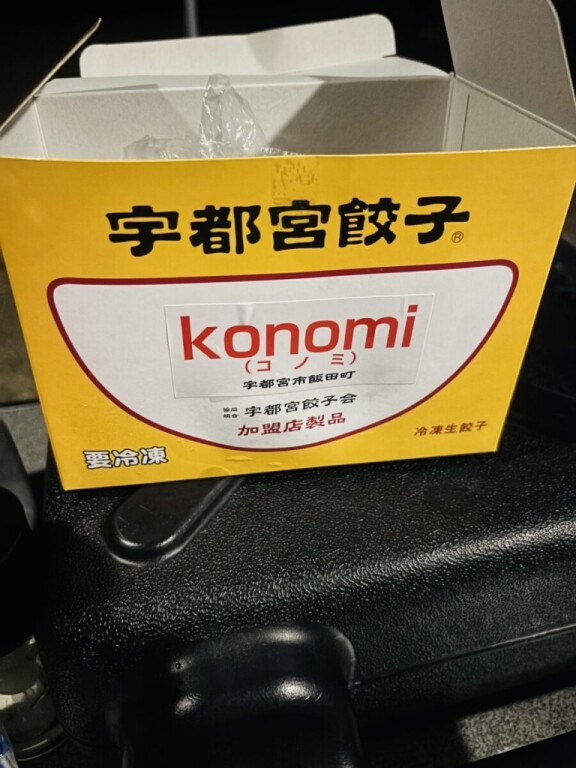 宇都宮餃子®
konomi
(コノミ)
宇都宮市飯田町
協同組合 宇都宮餃子会
加盟店製品
冷凍生餃子
要冷凍